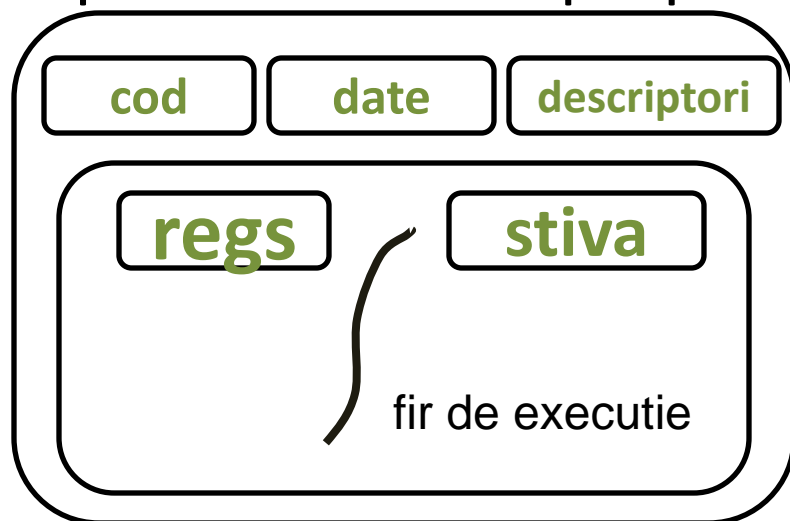 cod date descriptori
regs stiva
fir de executie